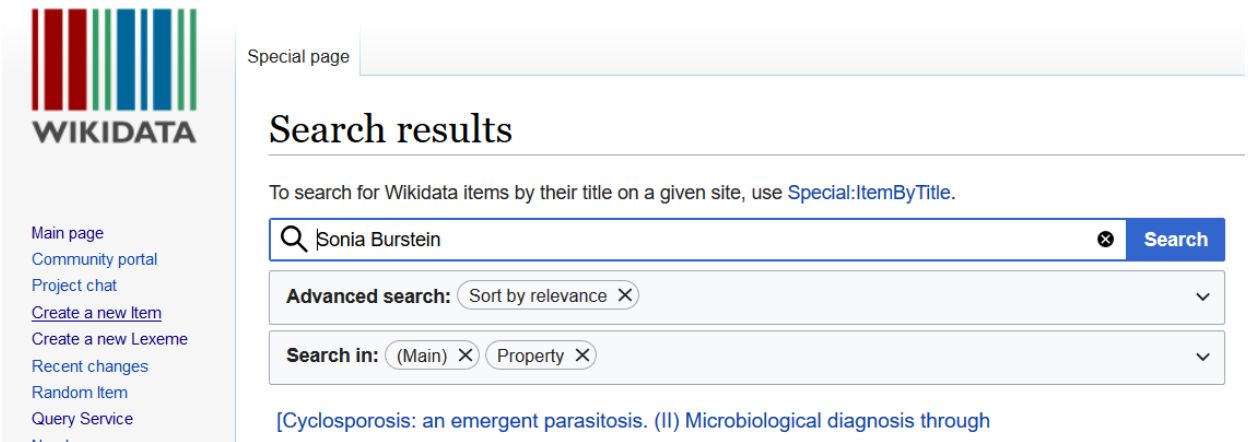 WIKIDATA
Main page
Community portal
Project chat
Create a new Item
Create a new Lexeme
Recent changes
Random Item
Query Service
Special page
Search results
To search for Wikidata items by their title on a given site, use Special:ItemByTitle.
Sonia Burstein
Search
Advanced search: Sort by relevance
Search in: (Main) Property
[Cyclosporosis: an emergent parasitosis. (II) Microbiological diagnosis through